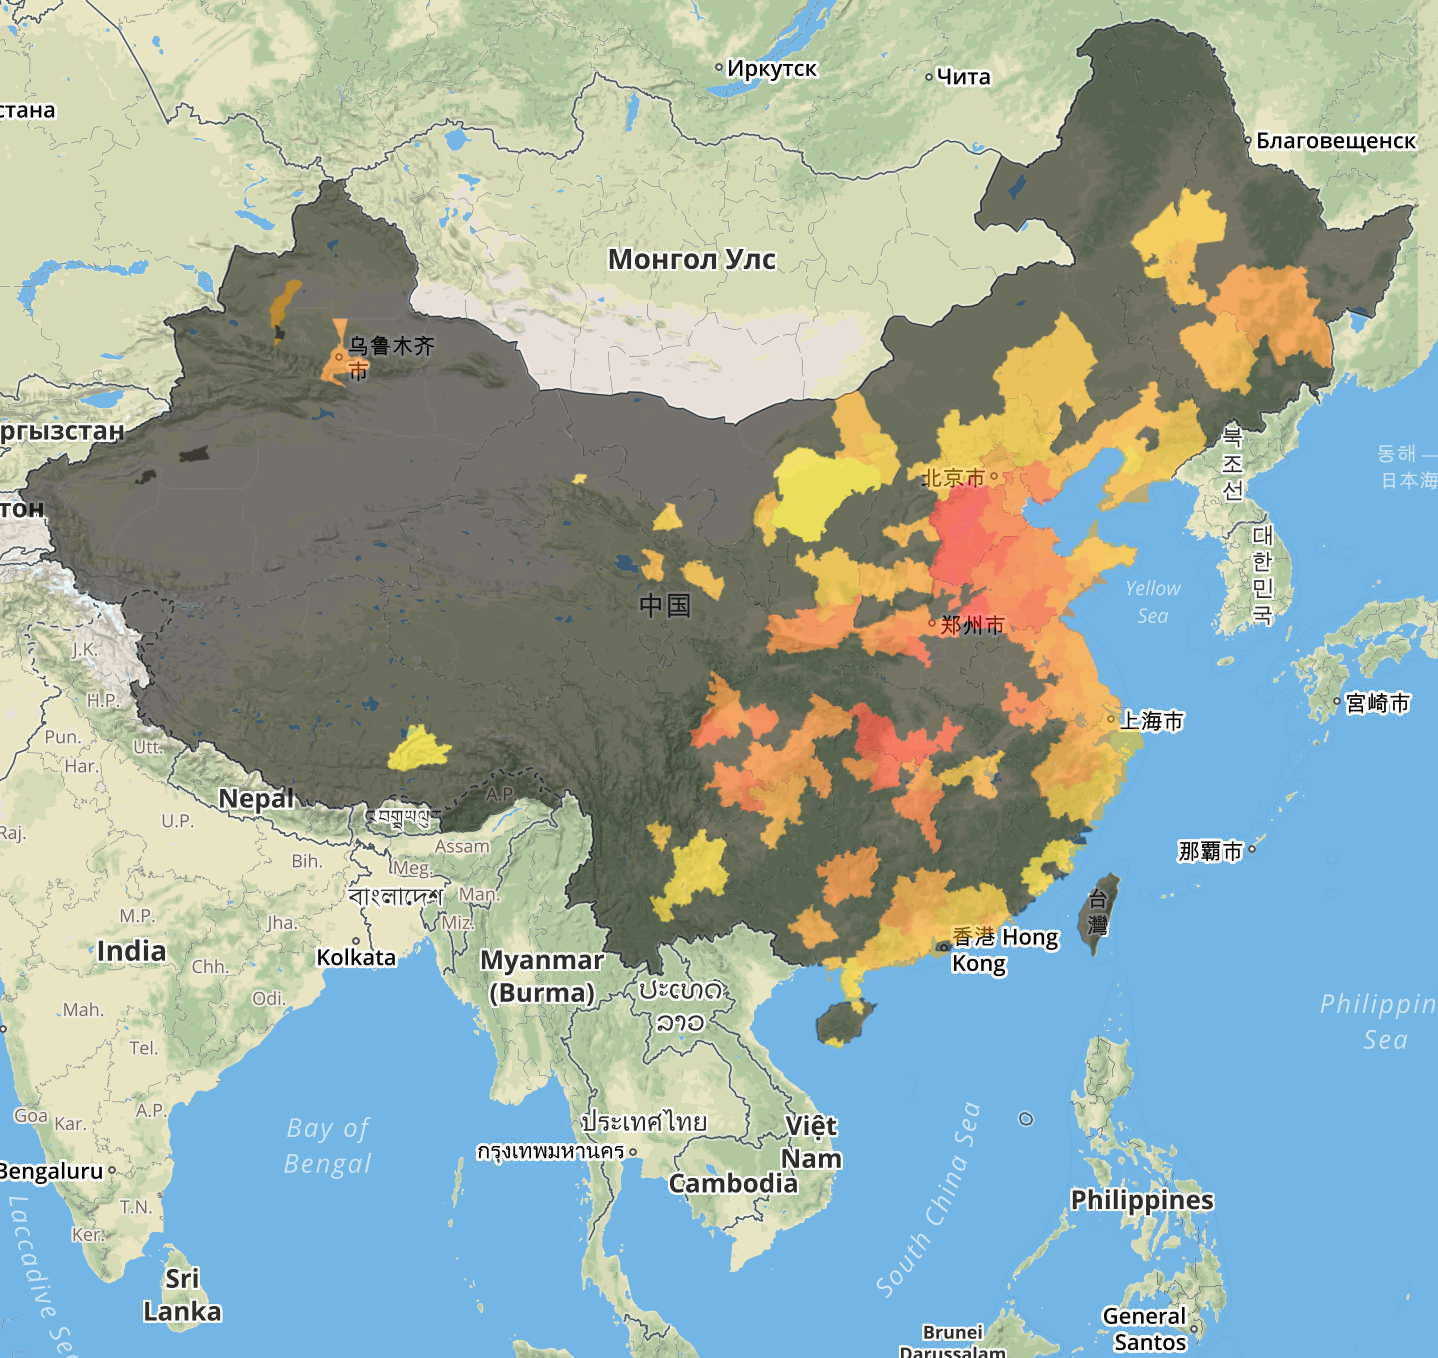 Иркутск
Чита
стана
Благовещенск
Монгол Улс
乌鲁木齐
市
ргызстан
тон
北京市
북
조
선
동해 —
日本海
대
한
민
국
中国
郑州市
Yellow
Sea
J.K.
H.P.
Pun.
Utt.
Har.
上海市
宮崎市
Nepal
A.P.
འབྲུགཡུལ
U.P.
Raj.
Assam
Bih.
Meg.
那覇市
বাংলাদেশ
Man.
Miz.
M.P.
Jha.
台
灣
India
Kolkata
香港 Hong
Kong
Chh.
Myanmar
(Burma)
Odi.
Mah.
ປະເທດ
ລາວ
Philippin
Sea
Tel.
Goa
Kar.
A.P.
Bay of
Bengal
ประเทศไทย
Việt
Nam
กรุงเทพมหานคร
Bengaluru
Cambodia
South China Sea
T.N.
Philippines
Ker.
Laccadive Sea
Sri
Lanka
General
Santos
Brunei
Darussalam